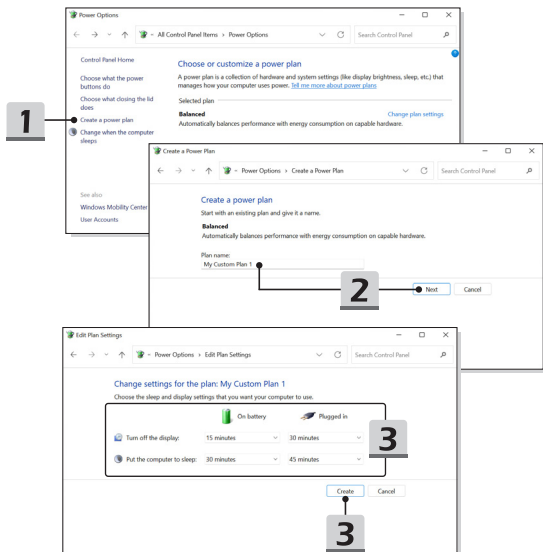 Power Options
All Control Panel Items › Power Options
Search Control Panel
Control Panel Home
Choose what the power
buttons do
Choose what closing the lid
does
Create a power plan
Change when the computer
sleeps
See also
Windows Mobility Center
User Accounts
Choose or customize a power plan
A power plan is a collection of hardware and system settings (like display brightness, sleep, etc.) that
manages how your computer uses power. Tell me more about power plans
Selected plan
Balanced
Change plan settings
Automatically balances performance with energy consumption on capable hardware.
1
Create a Power Plan
Power Options › Create a Power Plan
Search Control Panel
Create a power plan
Start with an existing plan and give it a name.
Balanced
Automatically balances performance with energy consumption on capable hardware.
Plan name:
My Custom Plan 1
2
Next
Cancel
Edit Plan Settings
Power Options › Edit Plan Settings
Search Control Panel
Change settings for the plan: My Custom Plan 1
Choose the sleep and display settings that you want your computer to use.
On battery
Plugged in
Turn off the display:
15 minutes
30 minutes
Put the computer to sleep:
30 minutes
45 minutes
3
Create
Cancel
3